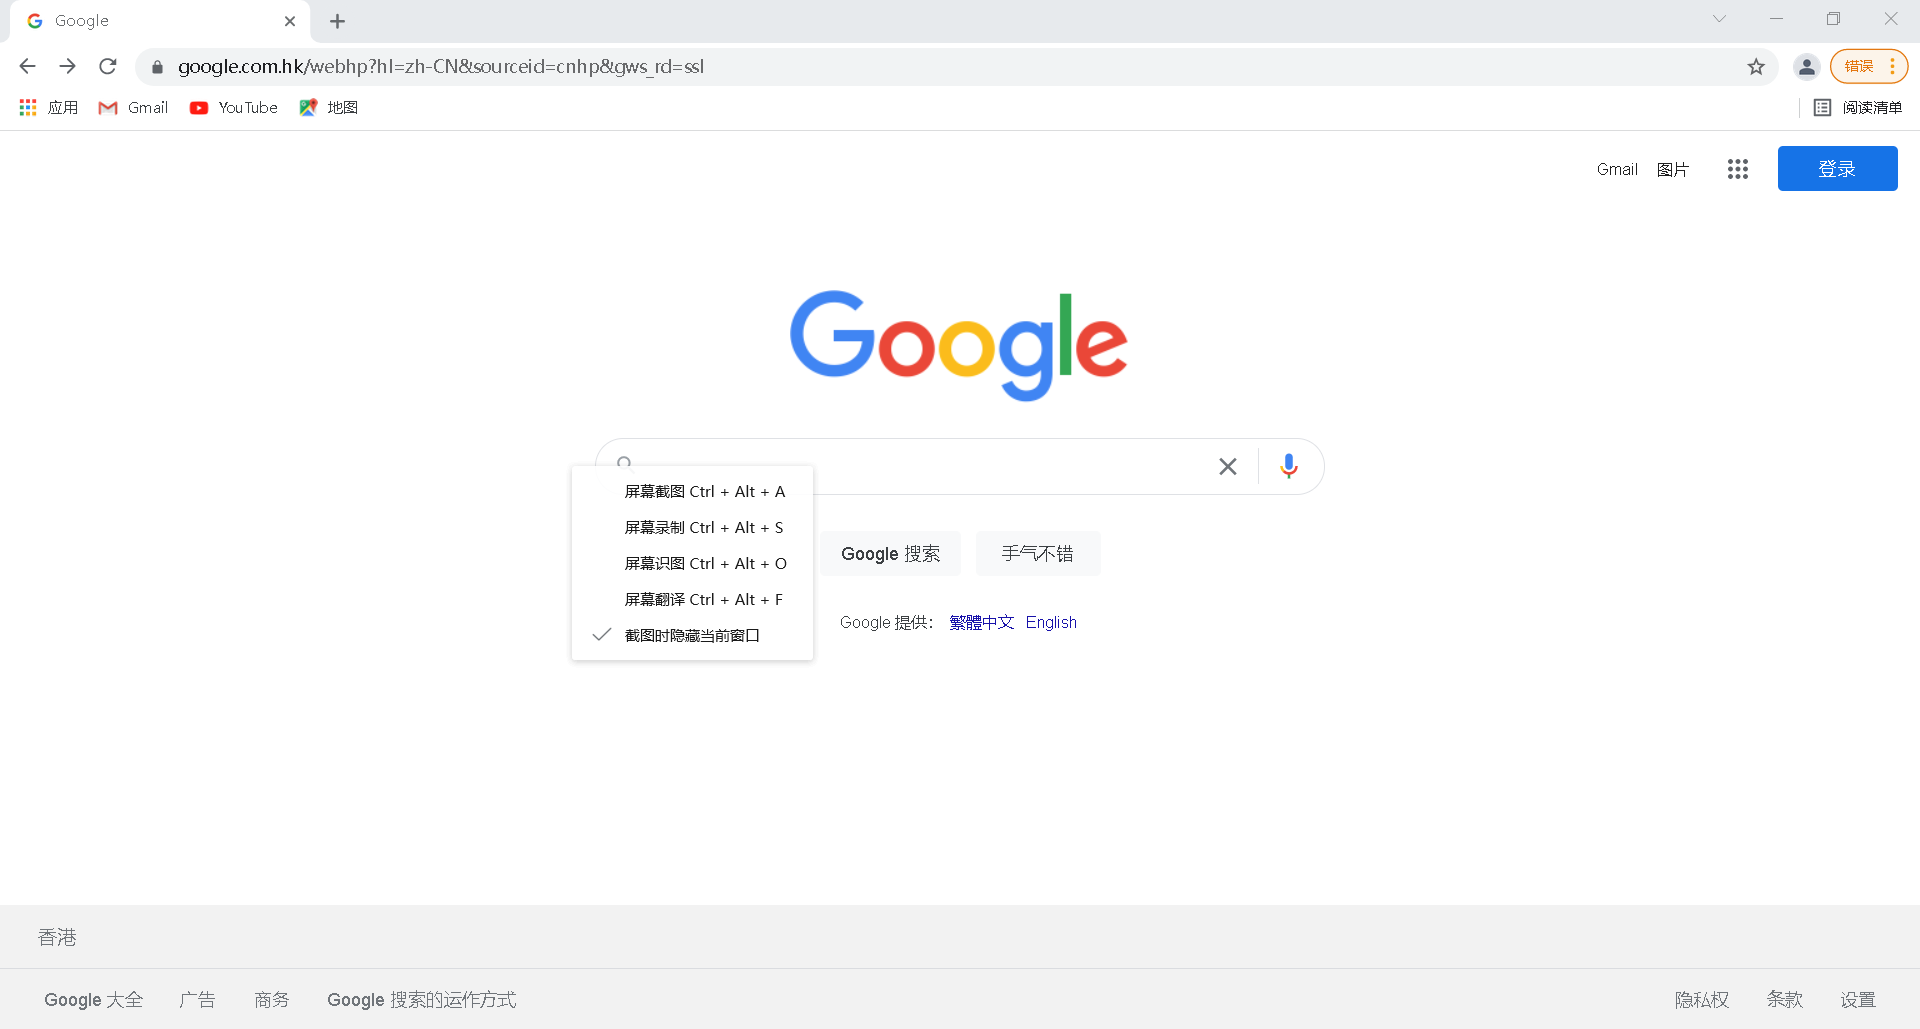 Google
google.com.hk/webhp?hl=zh-CN&sourceid=cnhp&gws_rd=ssl
错误
应用 Gmail YouTube 地图
阅读清单
Gmail 图片 登录
Google
屏幕截图 Ctrl + Alt + A
屏幕录制 Ctrl + Alt + S
屏幕识图 Ctrl + Alt + O
屏幕翻译 Ctrl + Alt + F
截图时隐藏当前窗口
Google 搜索 手气不错
Google 提供： 繁體中文 English
香港
Google 大全 广告 商务 Google 搜索的运作方式
隐私权 条款 设置